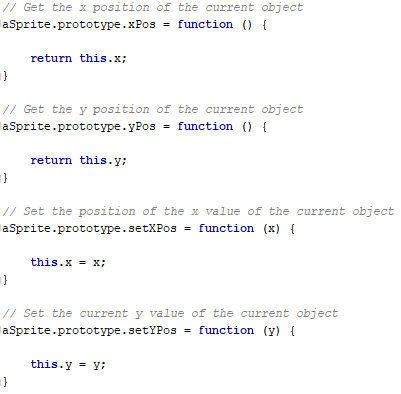 // Get the x position of the current object
aSprite.prototype.xPos = function () {
return this.x;
}
// Get the y position of the current object
aSprite.prototype.yPos = function () {
return this.y;
}
// Set the position of the x value of the current object
aSprite.prototype.setXPos = function (x) {
this.x = x;
}
// Set the current y value of the current object
aSprite.prototype.setYPos = function (y) {
this.y = y;
}